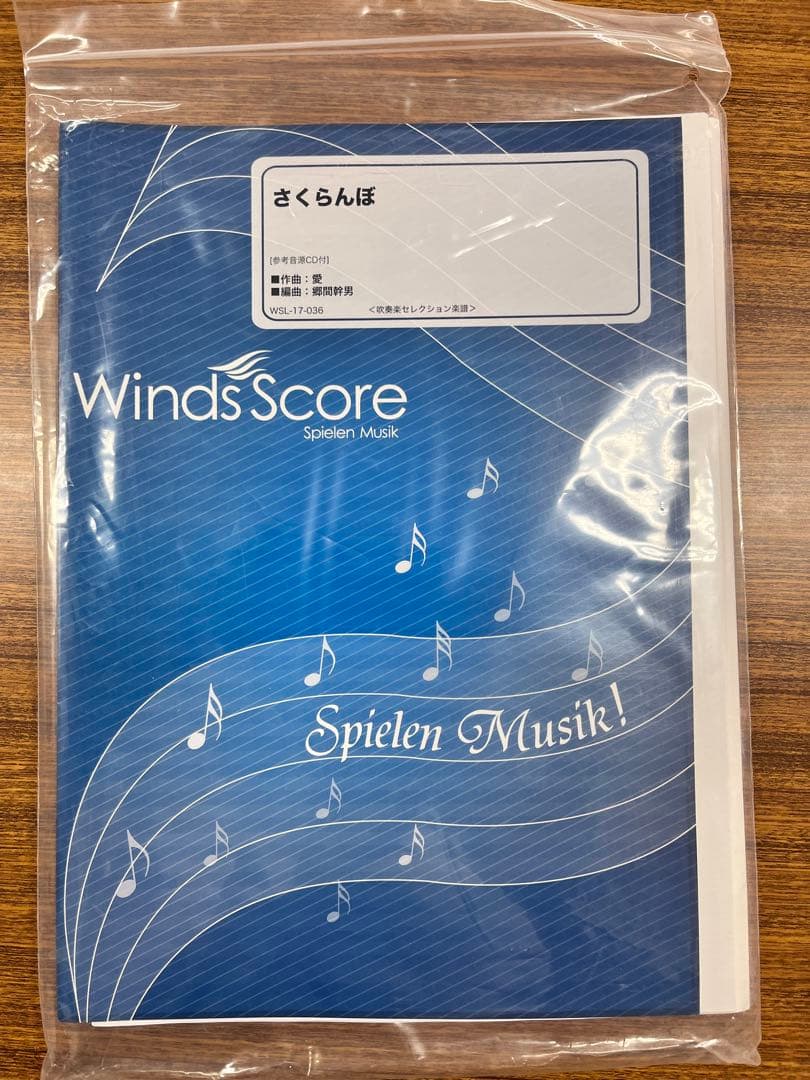 さくらんぼ
[参考音源CD付]
■作曲：愛
■編曲：郷間幹男
WSL-17-036 ＜吹奏楽セレクション楽譜＞
Winds Score
Spielen Musik
Spielen Musik!